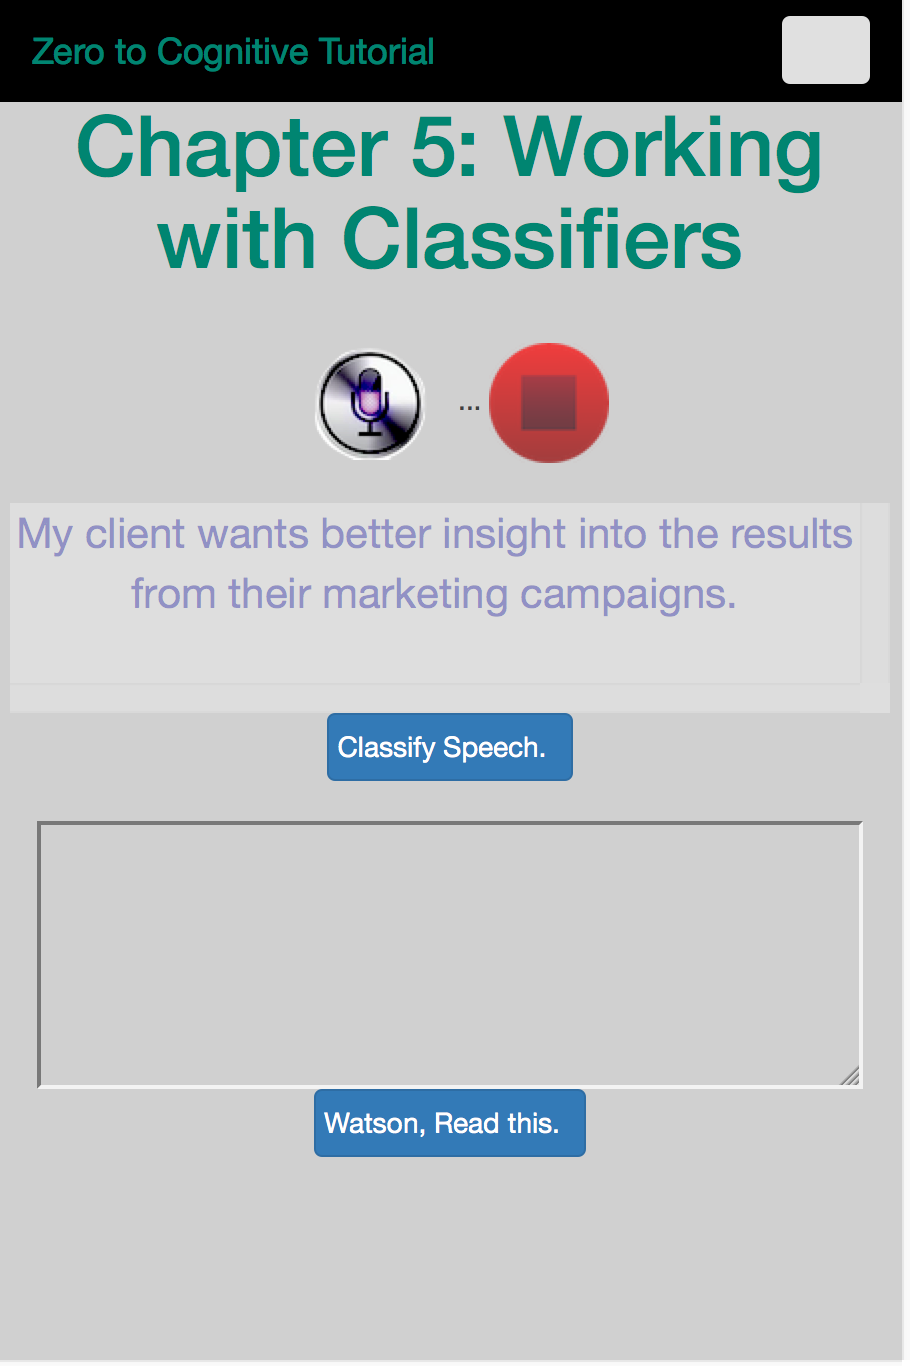 Zero to Cognitive Tutorial
Chapter 5: Working
with Classifiers
...
My client wants better insight into the results
from their marketing campaigns.
Classify Speech.
Watson, Read this.